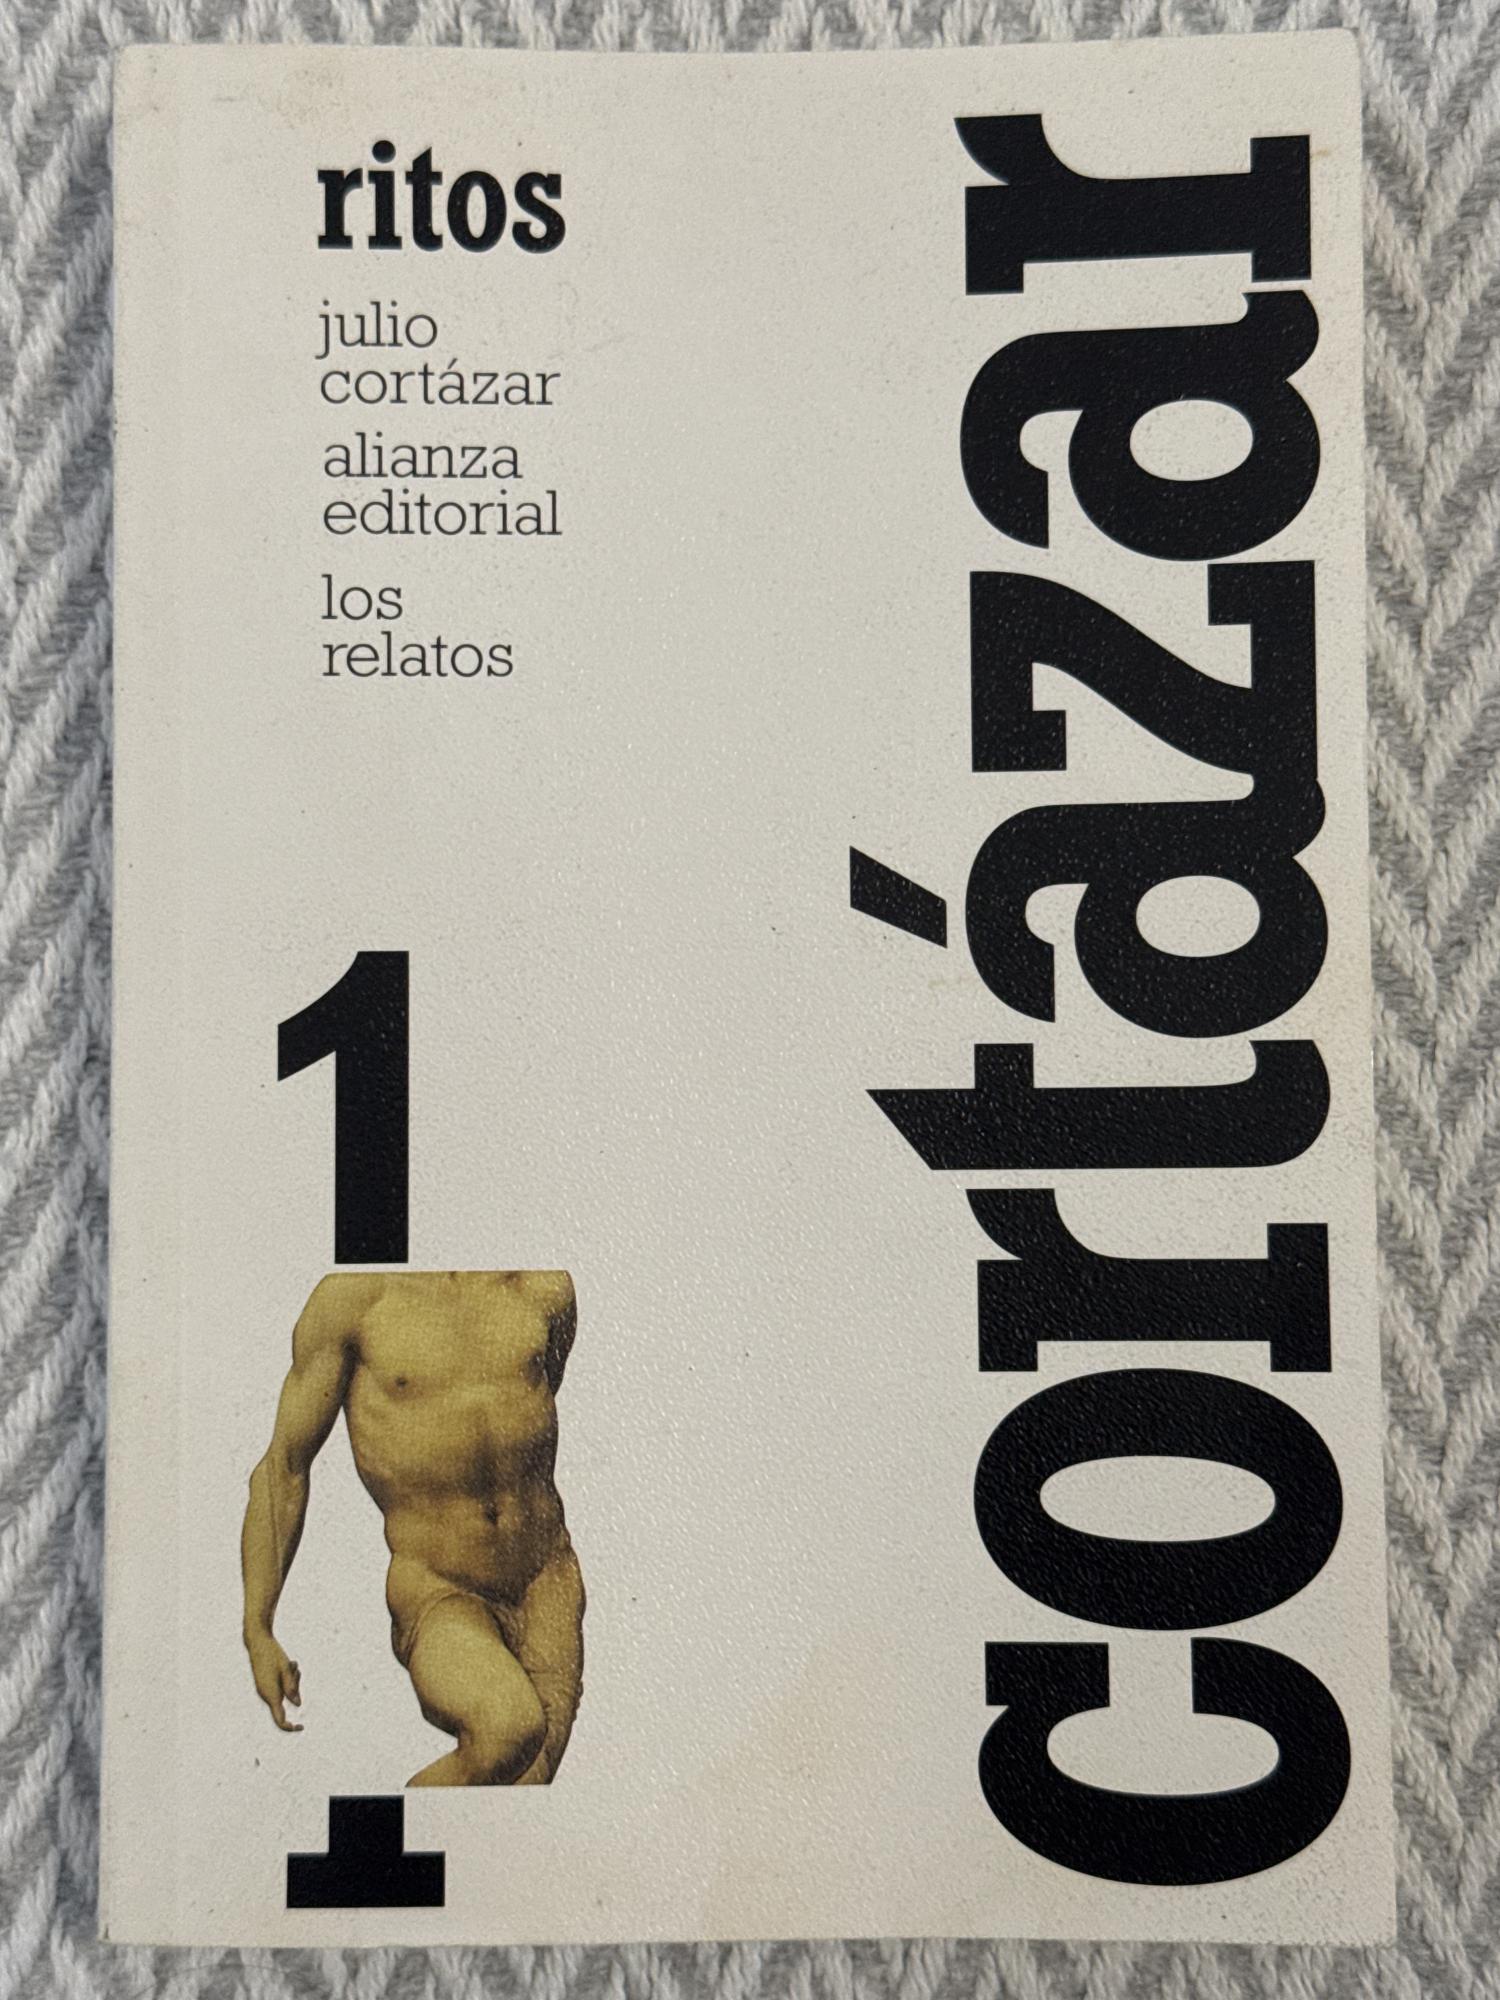 ritos
julio
cortázar
alianza
editorial
los
relatos
1
cortázar